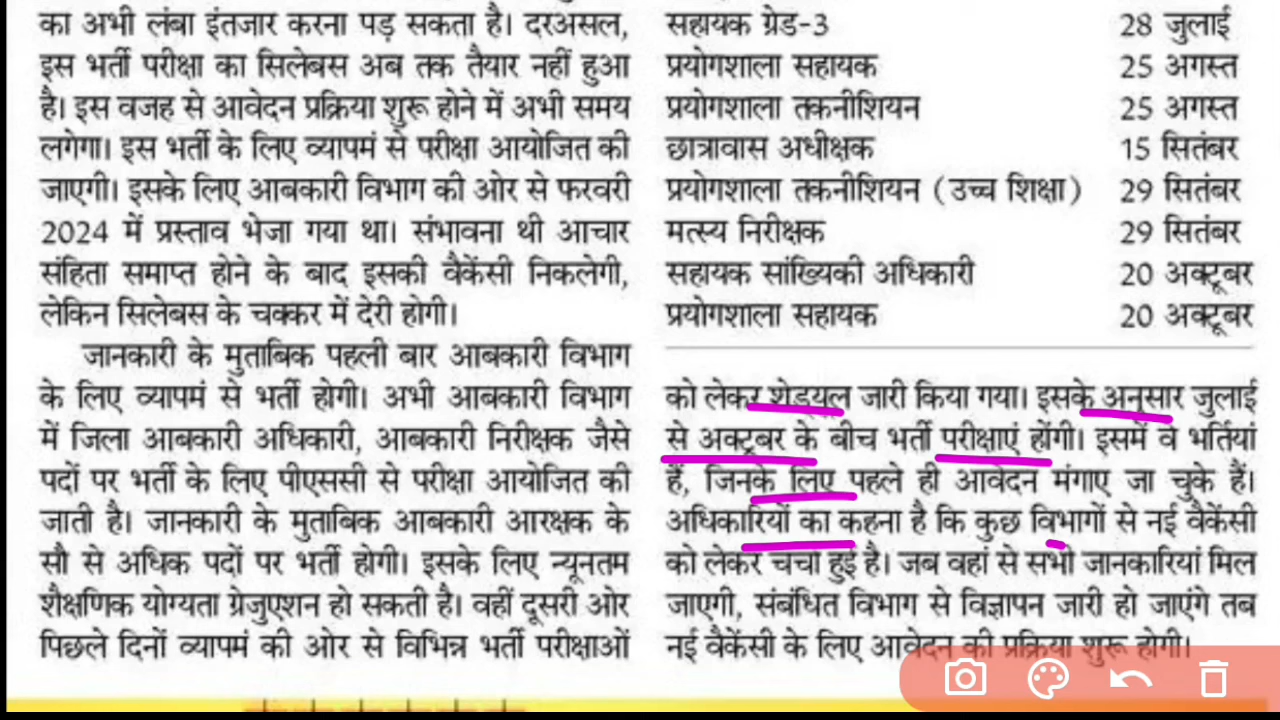 का अभी लंबा इंतजार करना पड़ सकता है। दरअसल,
इस भर्ती परीक्षा का सिलेबस अब तक तैयार नहीं हुआ
है। इस वजह से आवेदन प्रक्रिया शुरू होने में अभी समय
लगेगा। इस भर्ती के लिए व्यापमं से परीक्षा आयोजित की
जाएगी। इसके लिए आबकारी विभाग की ओर से फरवरी
2024 में प्रस्ताव भेजा गया था। संभावना थी आचार
संहिता समाप्त होने के बाद इसकी वैकेंसी निकलेगी,
लेकिन सिलेबस के चक्कर में देरी होगी।
जानकारी के मुताबिक पहली बार आबकारी विभाग
के लिए व्यापमं से भर्ती होगी। अभी आबकारी विभाग
में जिला आबकारी अधिकारी, आबकारी निरीक्षक जैसे
पदों पर भर्ती के लिए पीएससी से परीक्षा आयोजित की
जाती है। जानकारी के मुताबिक आबकारी आरक्षक के
सौ से अधिक पदों पर भर्ती होगी। इसके लिए न्यूनतम
शैक्षणिक योग्यता ग्रेजुएशन हो सकती है। वहीं दूसरी ओर
पिछले दिनों व्यापमं की ओर से विभिन्न भर्ती परीक्षाओं
सहायक ग्रेड-3 28 जुलाई
प्रयोगशाला सहायक 25 अगस्त
प्रयोगशाला तकनीशियन 25 अगस्त
छात्रावास अधीक्षक 15 सितंबर
प्रयोगशाला तकनीशियन (उच्च शिक्षा) 29 सितंबर
मत्स्य निरीक्षक 29 सितंबर
सहायक सांख्यिकी अधिकारी 20 अक्टूबर
प्रयोगशाला सहायक 20 अक्टूबर
को लेकर शेड्यूल जारी किया गया। इसके अनुसार जुलाई
से अक्टूबर के बीच भर्ती परीक्षाएं होंगी। इसमें वे भर्तियां
हैं, जिनके लिए पहले ही आवेदन मंगाए जा चुके हैं।
अधिकारियों का कहना है कि कुछ विभागों से नई वैकेंसी
को लेकर चर्चा हुई है। जब वहां से सभी जानकारियां मिल
जाएगी, संबंधित विभाग से विज्ञापन जारी हो जाएंगे तब
नई वैकेंसी के लिए आवेदन की प्रक्रिया शुरू होगी।